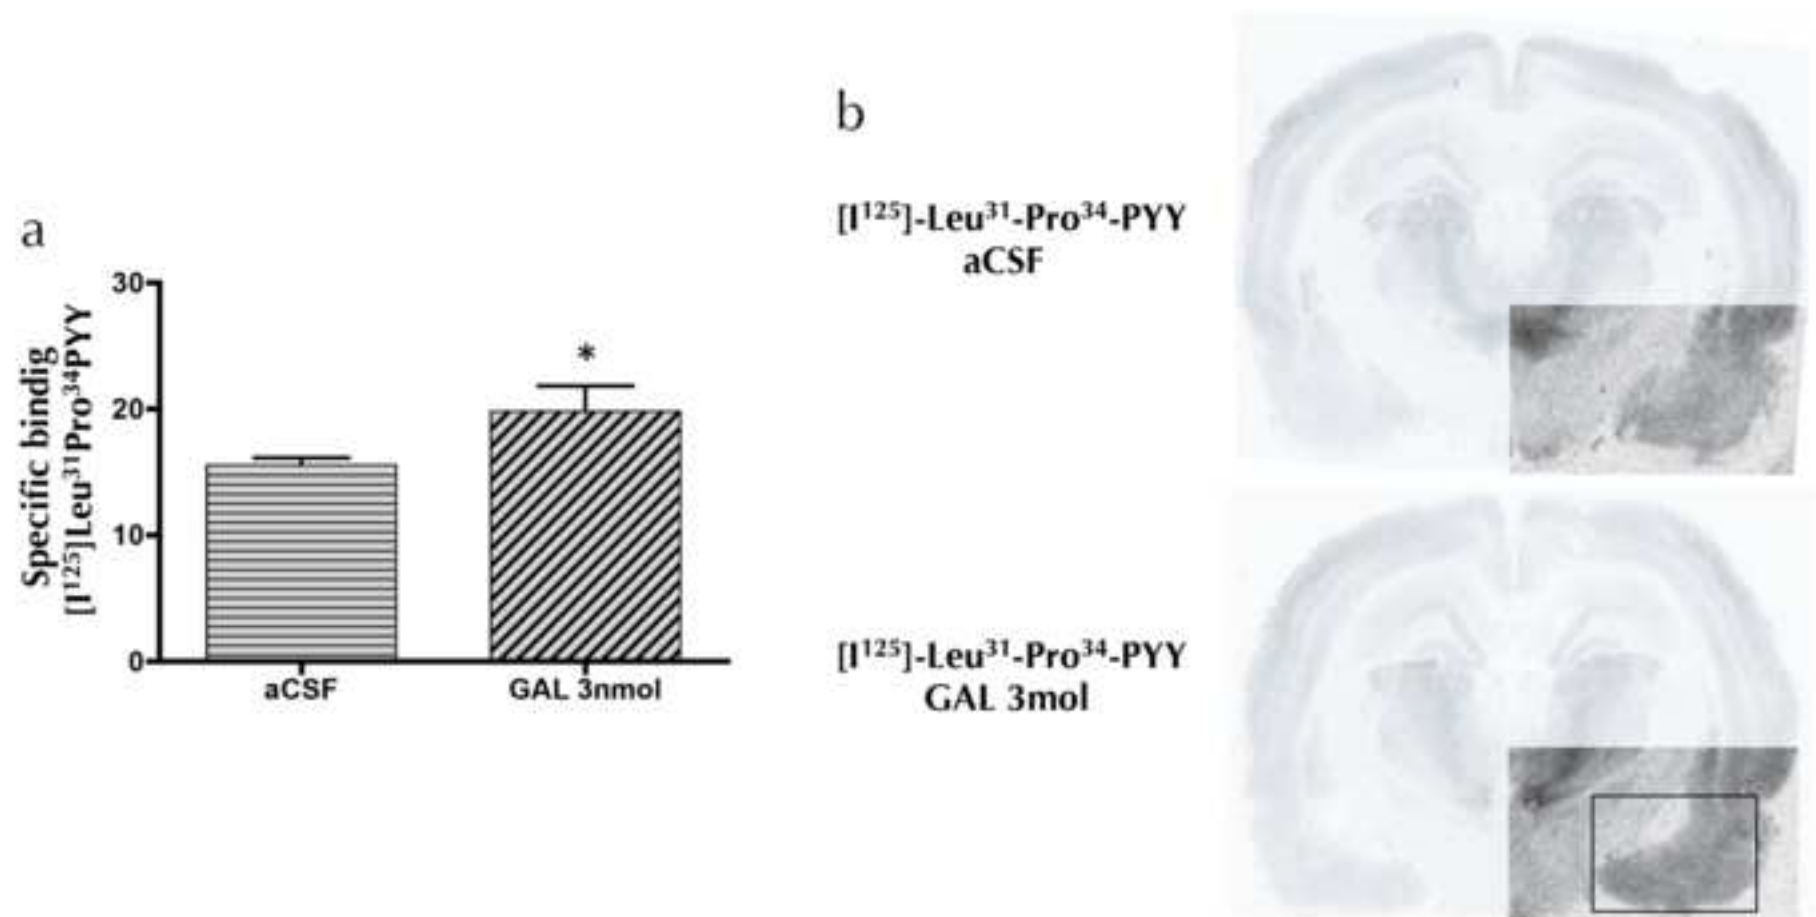 a
Specific bindig
[I¹²⁵]Leu³¹Pro³⁴PYY
30
20
10
0
*
aCSF
GAL 3nmol
b
[I¹²⁵]-Leu³¹-Pro³⁴-PYY
aCSF
[I¹²⁵]-Leu³¹-Pro³⁴-PYY
GAL 3mol